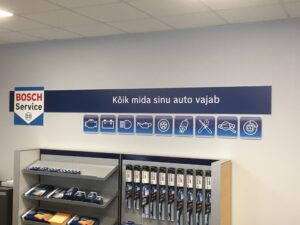 BOSCH
Service
Kõik mida sinu auto vajab